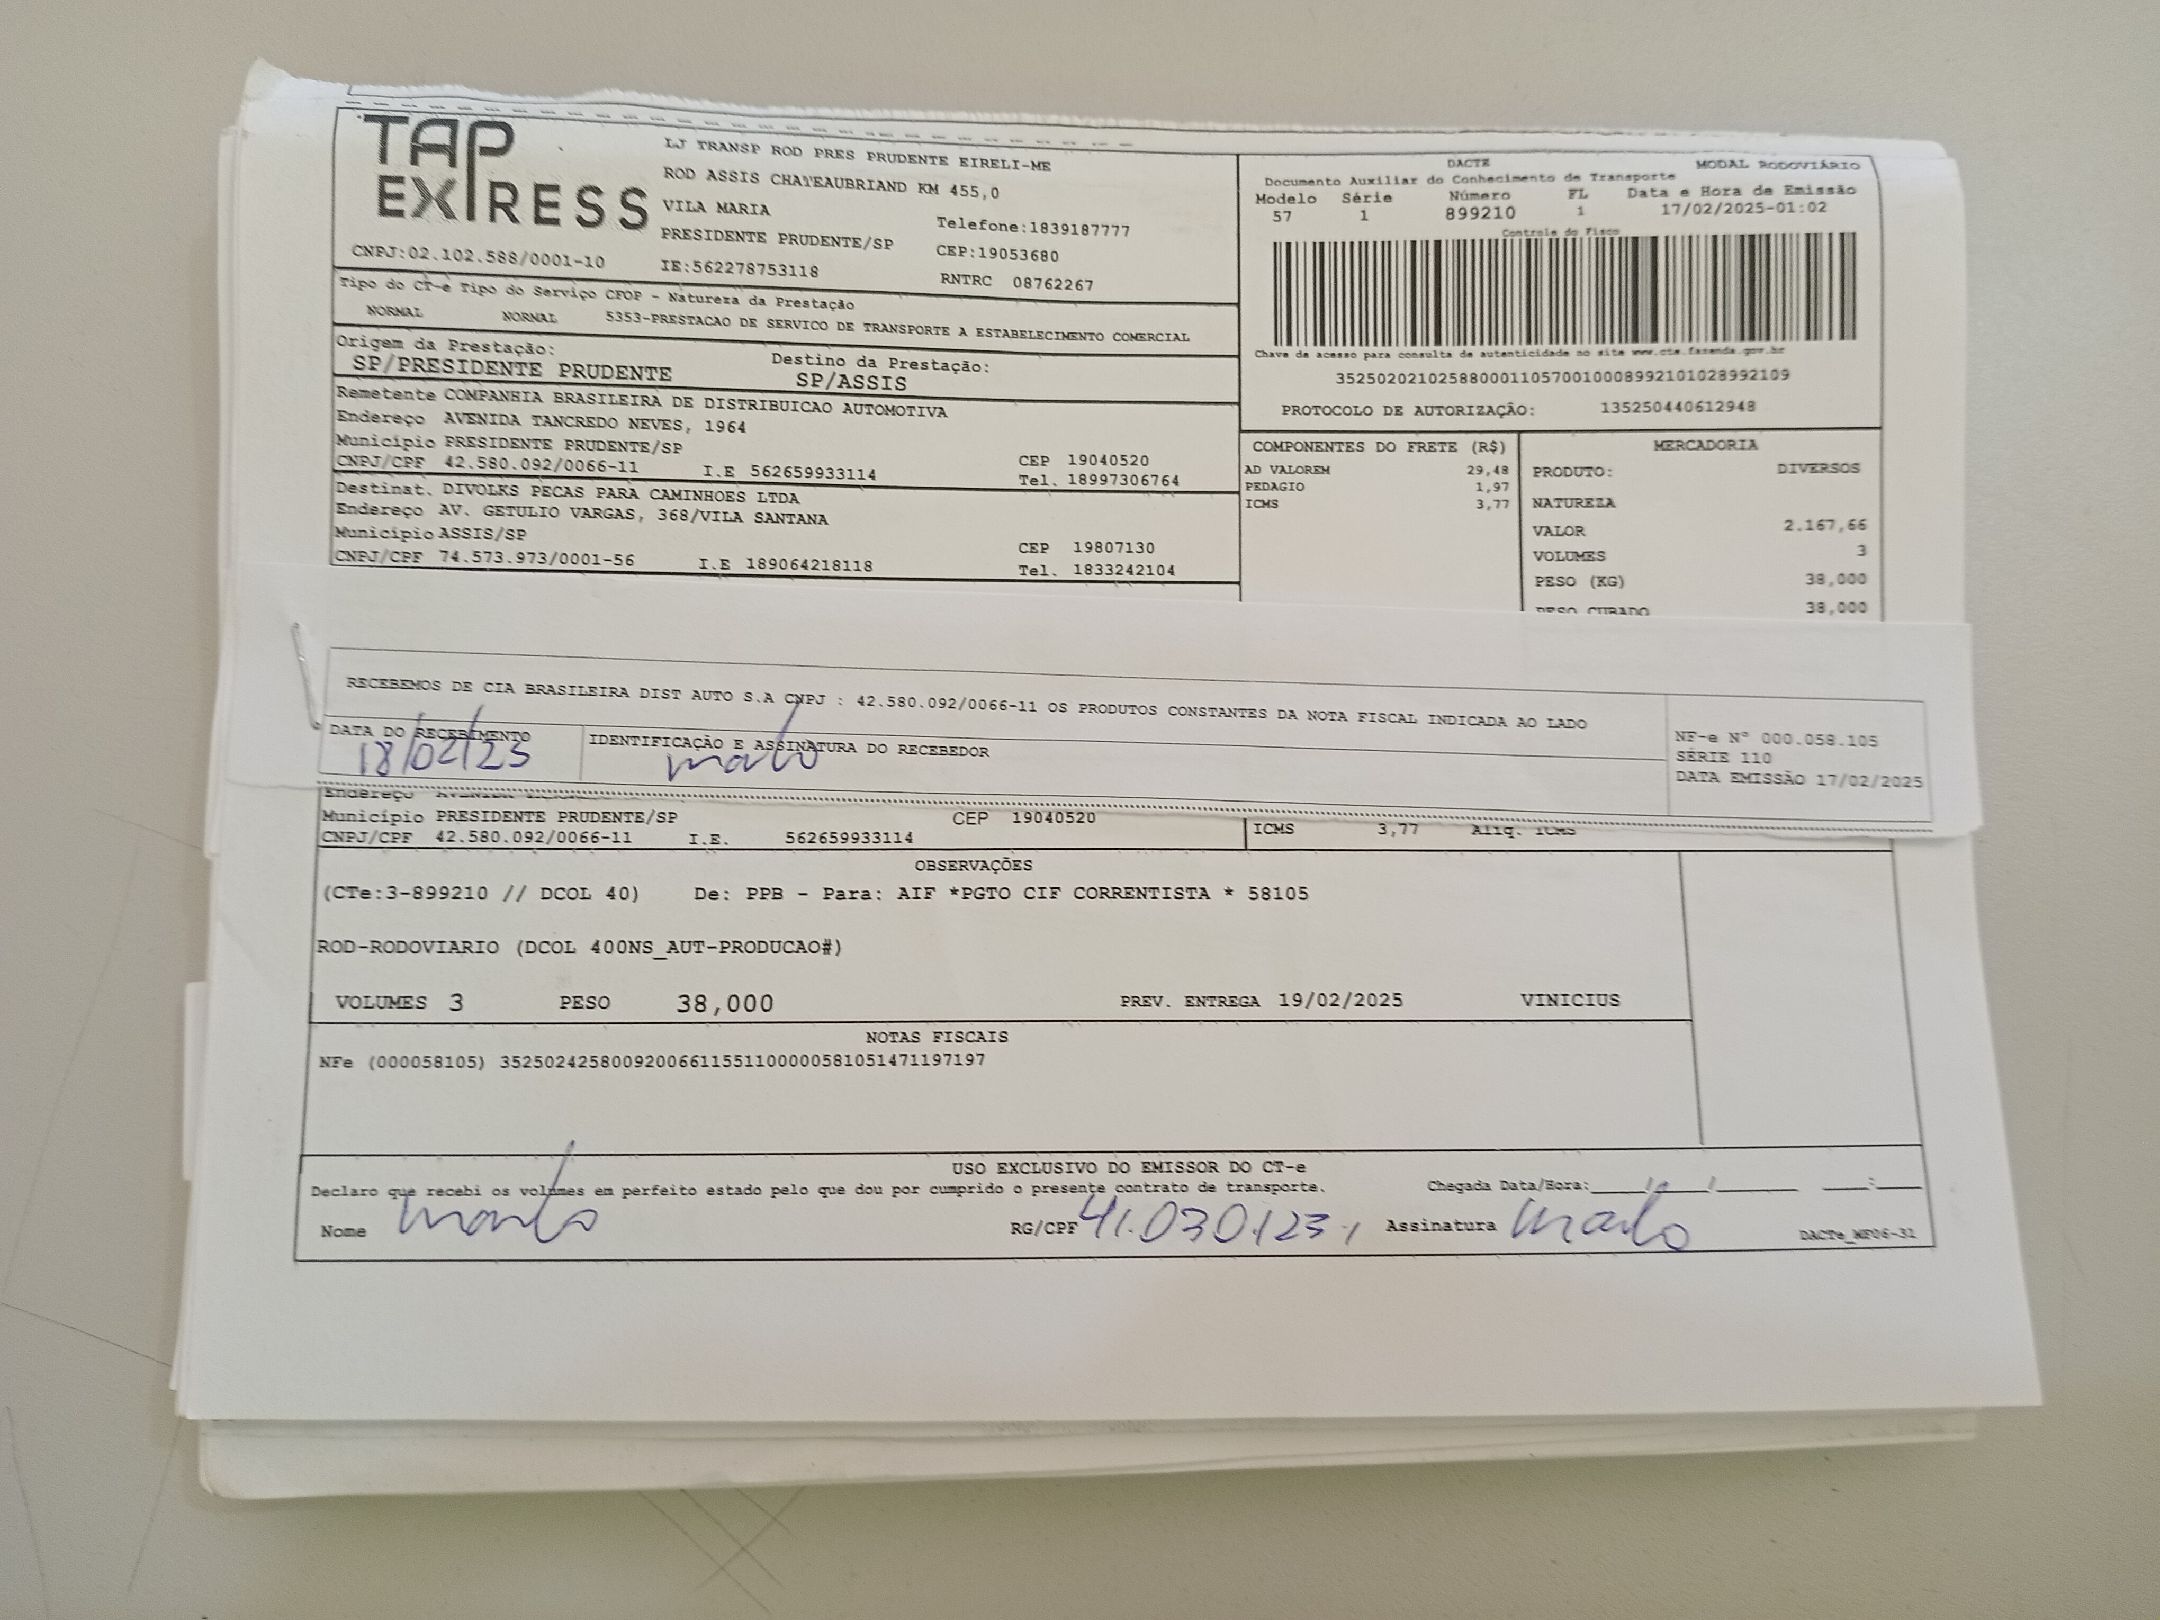 TAP
EXPRESS
LJ TRANSP ROD PRES PRUDENTE EIRELI-ME
ROD ASSIS CHATEAUBRIAND KM 455,0
VILA MARIA
Telefone:1839187777
PRESIDENTE PRUDENTE/SP
CEP:19053680
CNPJ:02.102.588/0001-10
IE:562278753118
RNTRC 08762267
DACTE MODAL RODOVIÁRIO
Documento Auxiliar do Conhecimento de Transporte
Modelo Série Número FL Data e Hora de Emissão
57 1 899210 1 17/02/2025-01:02
Controle do Fisco
Chave de acesso para consulta de autenticidade no site www.cte.fazenda.gov.br
35250202102588000110570010008992101028992109
PROTOCOLO DE AUTORIZAÇÃO: 135250440612948
Tipo do CT-e Tipo do Serviço CFOP - Natureza da Prestação
NORMAL NORMAL 5353-PRESTACAO DE SERVICO DE TRANSPORTE A ESTABELECIMENTO COMERCIAL
Origem da Prestação: Destino da Prestação:
SP/PRESIDENTE PRUDENTE SP/ASSIS
Remetente COMPANHIA BRASILEIRA DE DISTRIBUICAO AUTOMOTIVA
Endereço AVENIDA TANCREDO NEVES, 1964
Município PRESIDENTE PRUDENTE/SP CEP 19040520
CNPJ/CPF 42.580.092/0066-11 I.E 562659933114 Tel. 18997306764
Destinat. DIVOLKS PECAS PARA CAMINHOES LTDA
Endereço AV. GETULIO VARGAS, 368/VILA SANTANA
Município ASSIS/SP CEP 19807130
CNPJ/CPF 74.573.973/0001-56 I.E 189064218118 Tel. 1833242104
COMPONENTES DO FRETE (R$)
AD VALOREM 29,48
PEDAGIO 1,97
ICMS 3,77
MERCADORIA
PRODUTO: DIVERSOS
NATUREZA
VALOR 2.167,66
VOLUMES 3
PESO (KG) 38,000
PESO CUBADO 38,000
RECEBEMOS DE CIA BRASILEIRA DIST AUTO S.A CNPJ : 42.580.092/0066-11 OS PRODUTOS CONSTANTES DA NOTA FISCAL INDICADA AO LADO
DATA DO RECEBIMENTO IDENTIFICAÇÃO E ASSINATURA DO RECEBEDOR
18/02/25
NF-e N° 000.058.105
SÉRIE 110
DATA EMISSÃO 17/02/2025
Endereço
Município PRESIDENTE PRUDENTE/SP CEP 19040520
CNPJ/CPF 42.580.092/0066-11 I.E. 562659933114
ICMS 3,77 Aliq. ICMS
OBSERVAÇÕES
(CTe:3-899210 // DCOL 40) De: PPB - Para: AIF *PGTO CIF CORRENTISTA * 58105
ROD-RODOVIARIO (DCOL 400NS_AUT-PRODUCAO#)
VOLUMES 3 PESO 38,000 PREV. ENTREGA 19/02/2025 VINICIUS
NOTAS FISCAIS
NFe (000058105) 35250242580092006611551100000581051471197197
USO EXCLUSIVO DO EMISSOR DO CT-e
Declaro que recebi os volumes em perfeito estado pelo que dou por cumprido o presente contrato de transporte. Chegada Data/Hora:____/____/______ ____:____
Nome RG/CPF 41.030.123 Assinatura DACTe_MF06-32